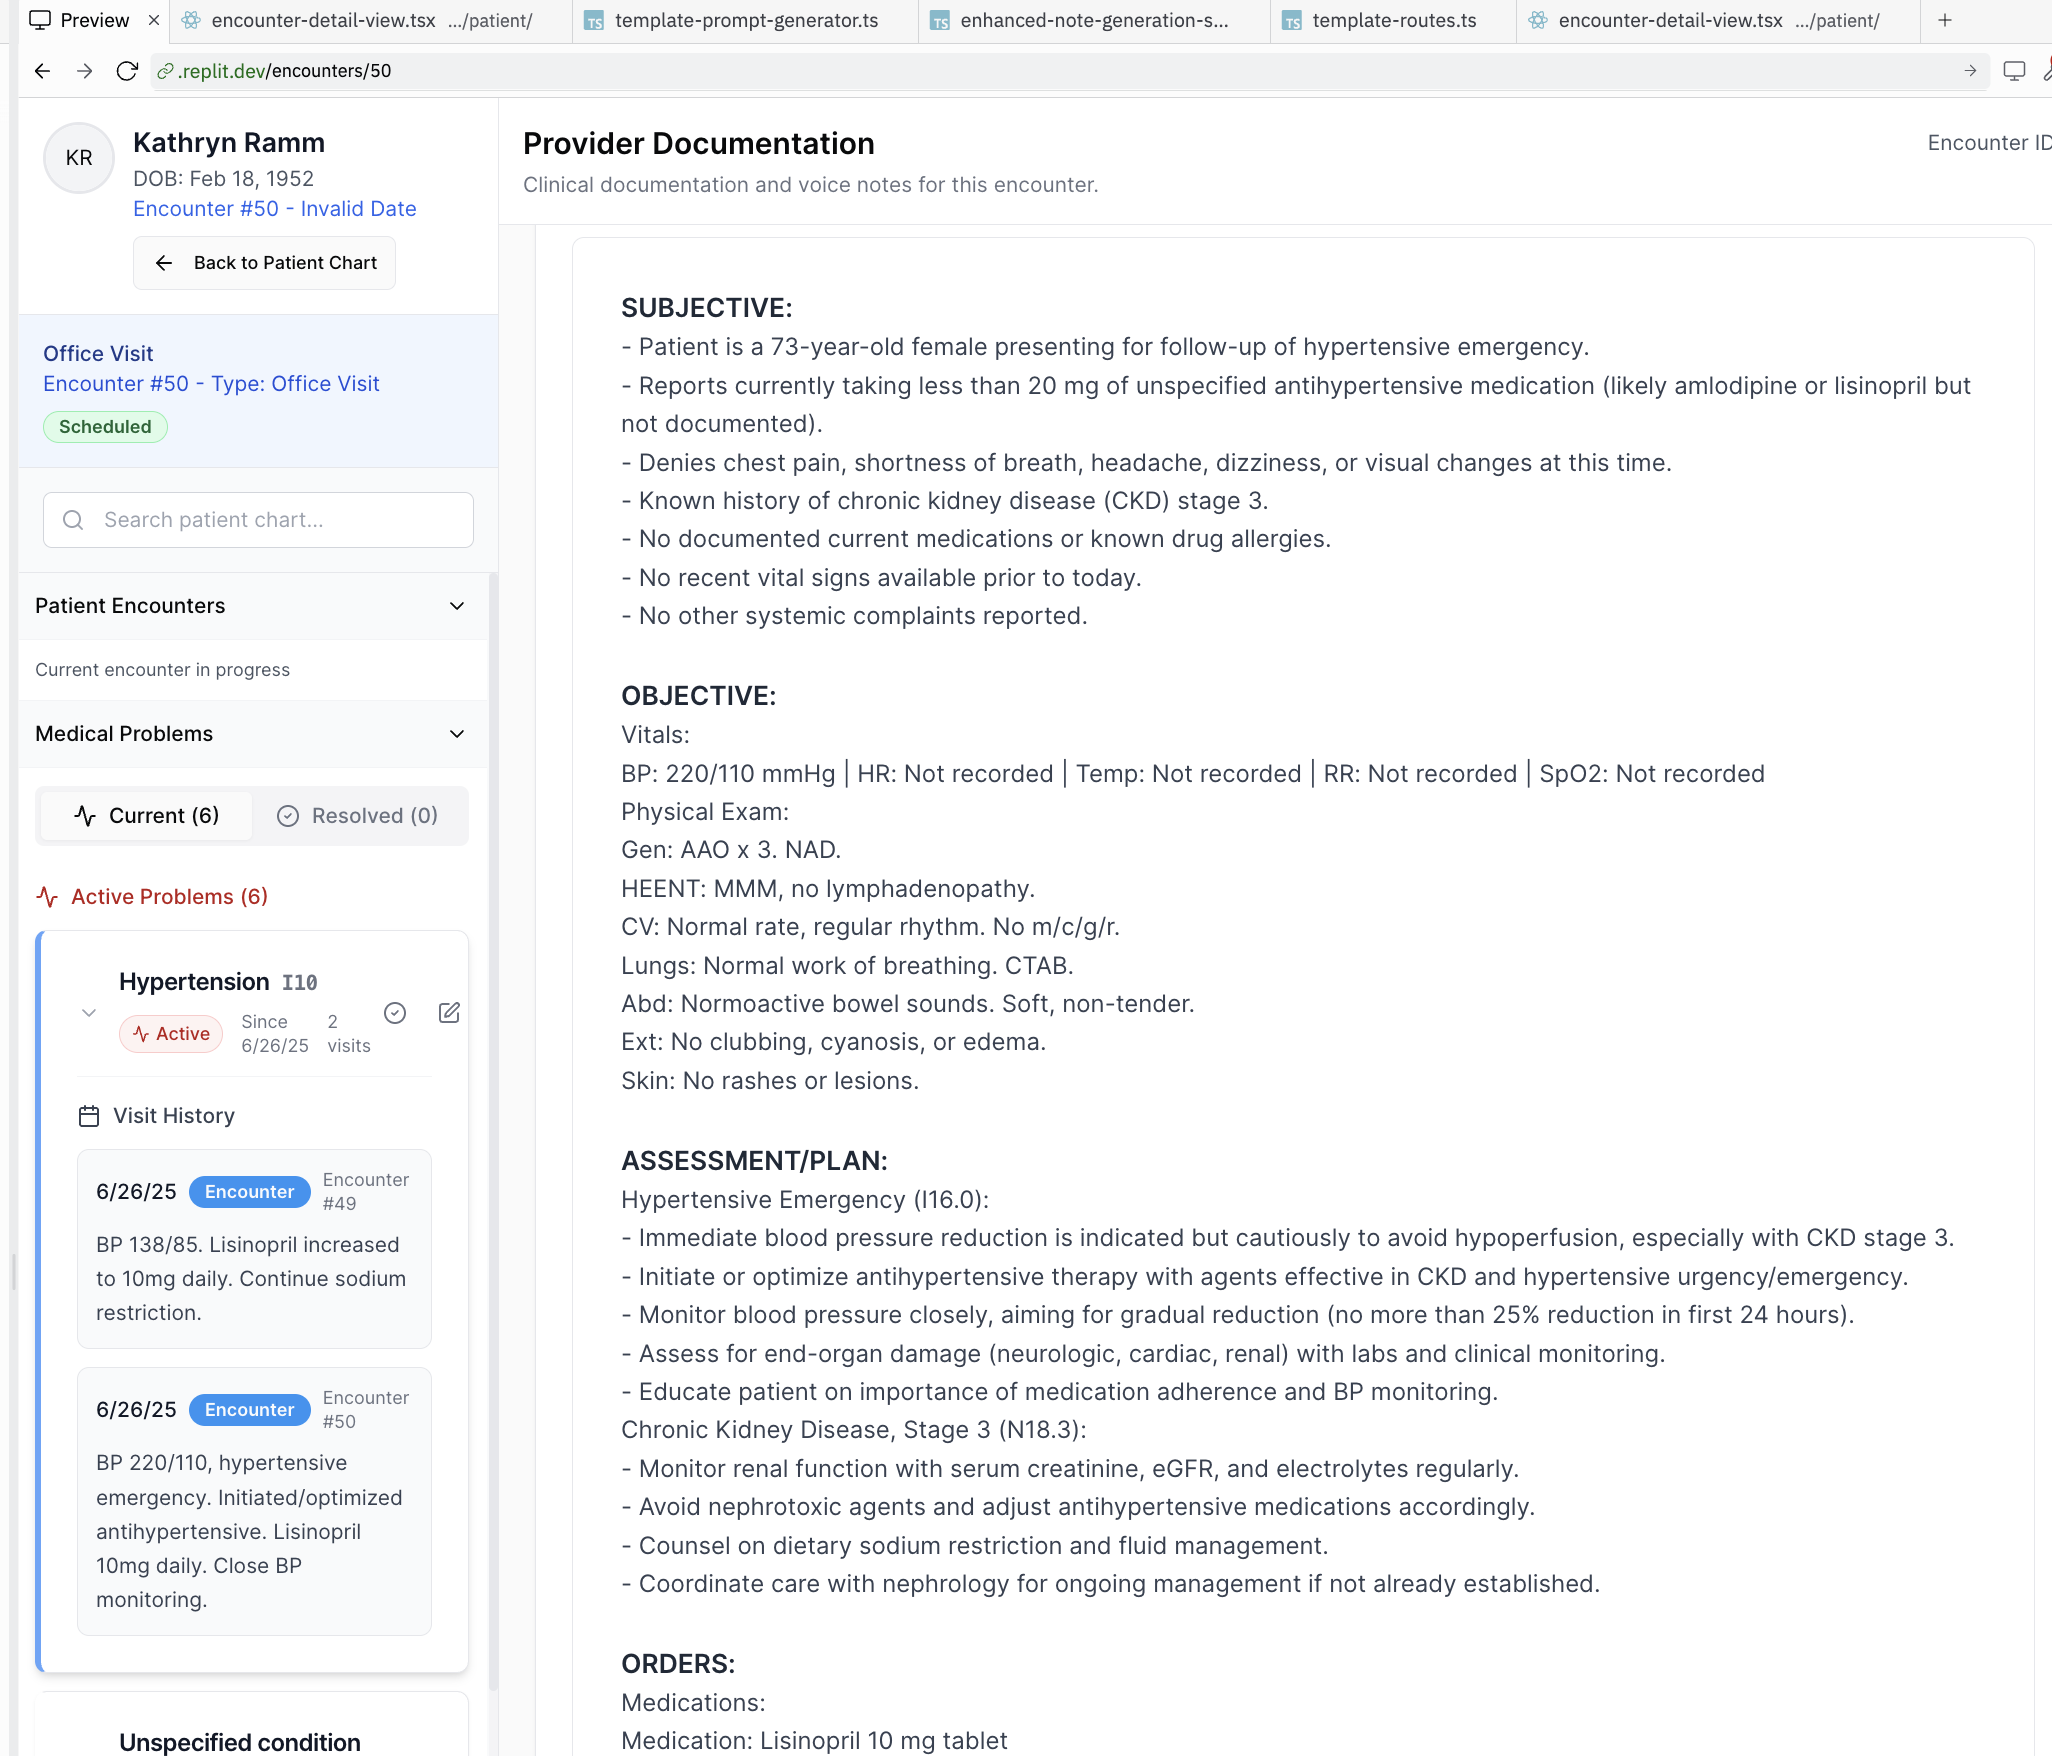 Preview
encounter-detail-view.tsx .../patient/
template-prompt-generator.ts
enhanced-note-generation-s...
template-routes.ts
encounter-detail-view.tsx .../patient/
.replit.dev/encounters/50
KR
Kathryn Ramm
DOB: Feb 18, 1952
Encounter #50 - Invalid Date
Back to Patient Chart
Office Visit
Encounter #50 - Type: Office Visit
Scheduled
Search patient chart...
Patient Encounters
Current encounter in progress
Medical Problems
Current (6)
Resolved (0)
Active Problems (6)
Hypertension I10
Active
Since
6/26/25
2
visits
Visit History
6/26/25 Encounter
Encounter
#49
BP 138/85. Lisinopril increased
to 10mg daily. Continue sodium
restriction.
6/26/25 Encounter
Encounter
#50
BP 220/110, hypertensive
emergency. Initiated/optimized
antihypertensive. Lisinopril
10mg daily. Close BP
monitoring.
Unspecified condition
Provider Documentation
Encounter ID
Clinical documentation and voice notes for this encounter.
SUBJECTIVE:
- Patient is a 73-year-old female presenting for follow-up of hypertensive emergency.
- Reports currently taking less than 20 mg of unspecified antihypertensive medication (likely amlodipine or lisinopril but
not documented).
- Denies chest pain, shortness of breath, headache, dizziness, or visual changes at this time.
- Known history of chronic kidney disease (CKD) stage 3.
- No documented current medications or known drug allergies.
- No recent vital signs available prior to today.
- No other systemic complaints reported.
OBJECTIVE:
Vitals:
BP: 220/110 mmHg | HR: Not recorded | Temp: Not recorded | RR: Not recorded | SpO2: Not recorded
Physical Exam:
Gen: AAO x 3. NAD.
HEENT: MMM, no lymphadenopathy.
CV: Normal rate, regular rhythm. No m/c/g/r.
Lungs: Normal work of breathing. CTAB.
Abd: Normoactive bowel sounds. Soft, non-tender.
Ext: No clubbing, cyanosis, or edema.
Skin: No rashes or lesions.
ASSESSMENT/PLAN:
Hypertensive Emergency (I16.0):
- Immediate blood pressure reduction is indicated but cautiously to avoid hypoperfusion, especially with CKD stage 3.
- Initiate or optimize antihypertensive therapy with agents effective in CKD and hypertensive urgency/emergency.
- Monitor blood pressure closely, aiming for gradual reduction (no more than 25% reduction in first 24 hours).
- Assess for end-organ damage (neurologic, cardiac, renal) with labs and clinical monitoring.
- Educate patient on importance of medication adherence and BP monitoring.
Chronic Kidney Disease, Stage 3 (N18.3):
- Monitor renal function with serum creatinine, eGFR, and electrolytes regularly.
- Avoid nephrotoxic agents and adjust antihypertensive medications accordingly.
- Counsel on dietary sodium restriction and fluid management.
- Coordinate care with nephrology for ongoing management if not already established.
ORDERS:
Medications:
Medication: Lisinopril 10 mg tablet